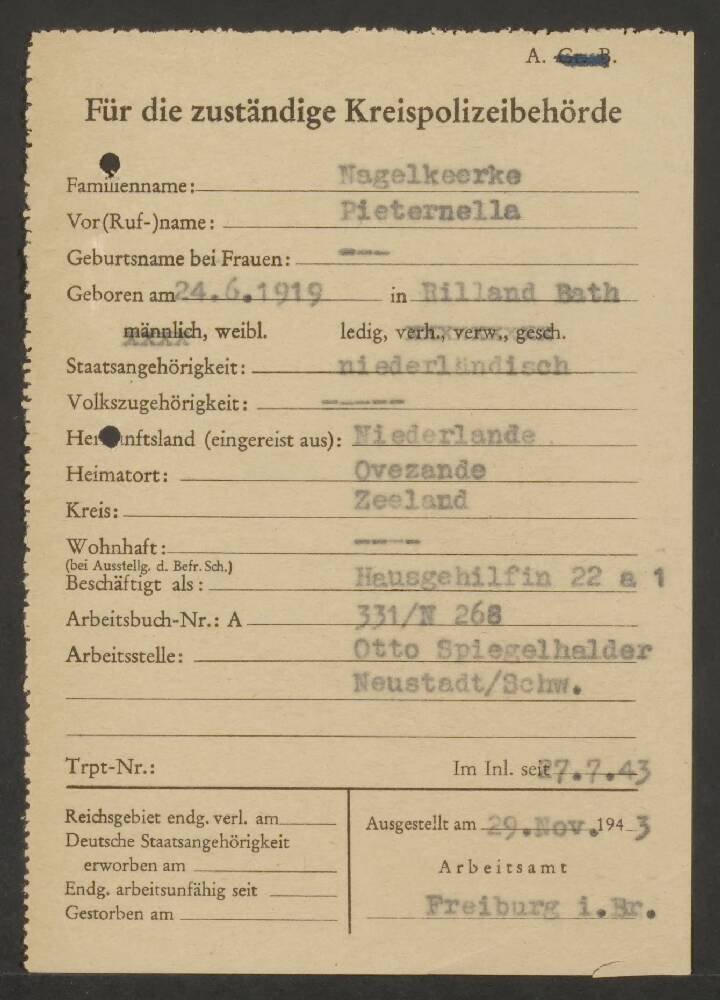 A. Gr. B.
Für die zuständige Kreispolizeibehörde
Familienname: Nagelkeerke
Vor(Ruf-)name: Pieternella
Geburtsname bei Frauen: ----
Geboren am 24.6.1919 in Rilland Bath
männlich, weibl. ledig, verh., verw., gesch.
Staatsangehörigkeit: niederländisch
Volkszugehörigkeit: -----
Herkunftsland (eingereist aus): Niederlande
Heimatort: Ovezande
Kreis: Zeeland
Wohnhaft: ----
(bei Ausstellg. d. Befr. Sch.)
Beschäftigt als: Hausgehilfin 22 a 1
Arbeitsbuch-Nr.: A 331/N 268
Arbeitsstelle: Otto Spiegelhalder
Neustadt/Schw.
Trpt-Nr.: Im Inl. seit 27.7.43
Reichsgebiet endg. verl. am
Deutsche Staatsangehörigkeit
erworben am
Endg. arbeitsunfähig seit
Gestorben am
Ausgestellt am 29. Nov. 1943
Arbeitsamt
Freiburg i.Br.